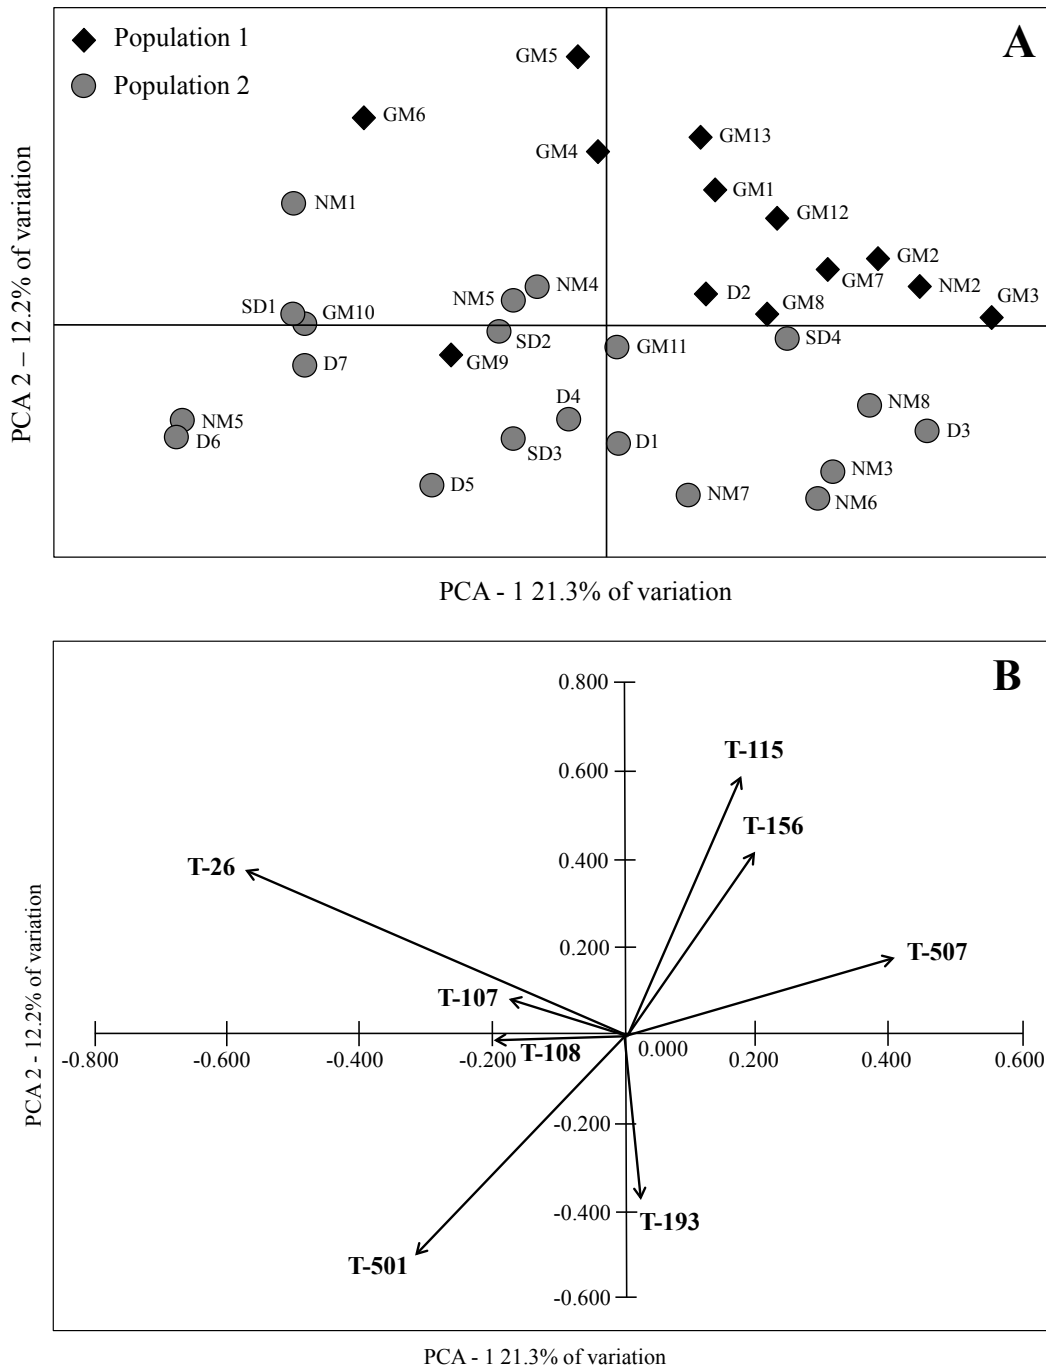 Population 1
Population 2
A
GM5
GM6
GM4
GM13
GM1
NM1
GM12
GM2
GM7
NM4
NM2
NM5
D2
GM3
SD1
GM10
GM8
SD2
SD4
GM11
GM9
D7
D4
NM8
NM5
D6
D3
D1
SD3
NM3
D5
NM7
NM6
PCA 2 – 12.2% of variation
PCA - 1 21.3% of variation
B
0.800
T-115
0.600
T-156
0.400
T-26
0.200
T-507
T-107
T-108
-0.800
-0.600
-0.400
-0.200
0.000
0.200
0.400
0.600
-0.200
-0.400
T-193
T-501
-0.600
PCA 2 - 12.2% of variation
PCA - 1 21.3% of variation